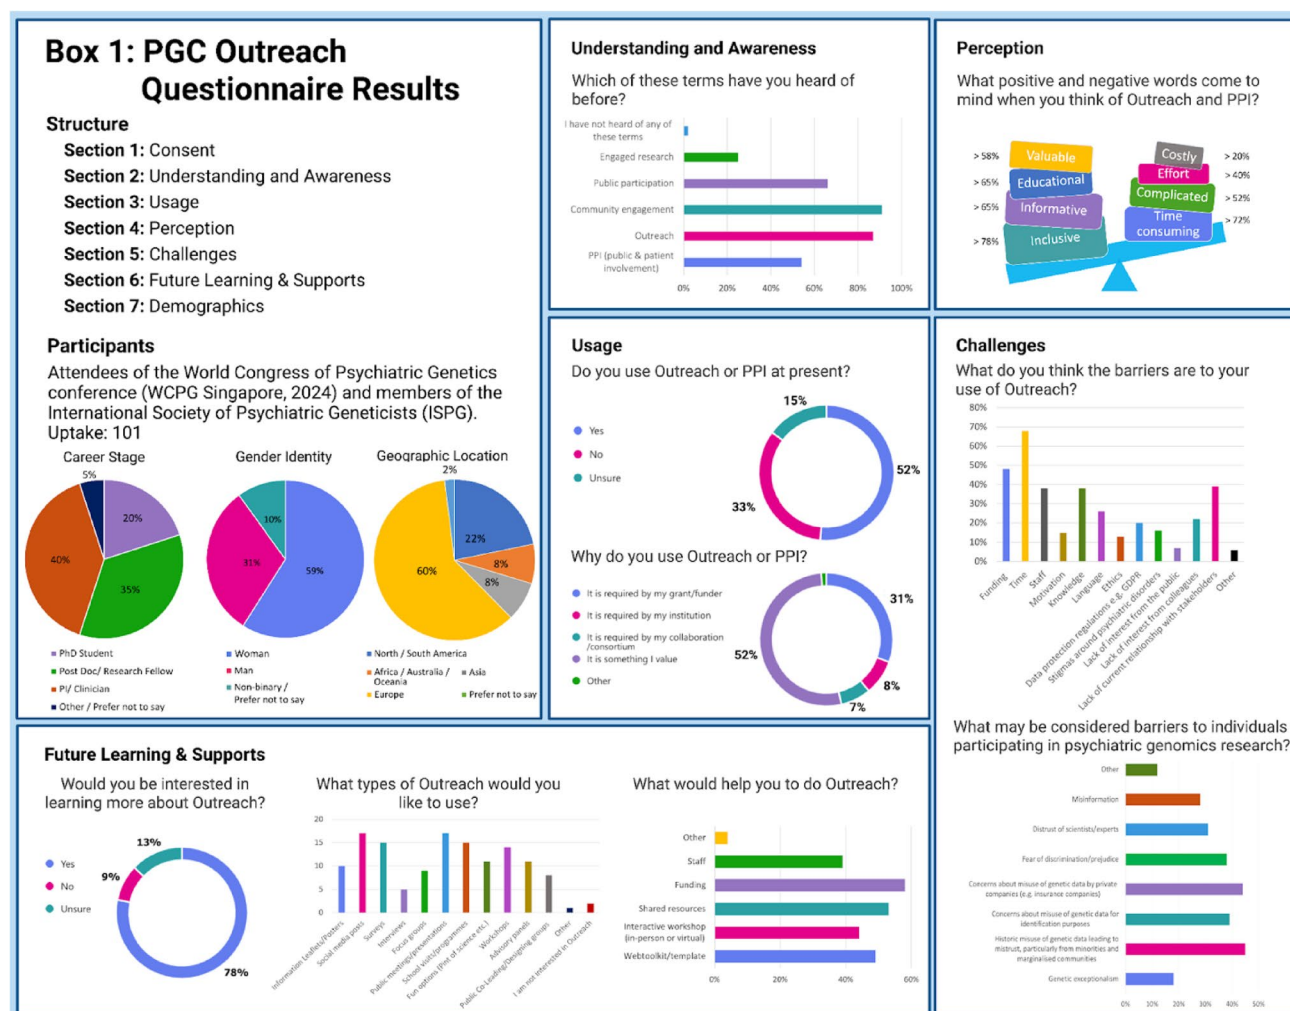 Box 1: PGC Outreach
Questionnaire Results
Structure
Section 1: Consent
Section 2: Understanding and Awareness
Section 3: Usage
Section 4: Perception
Section 5: Challenges
Section 6: Future Learning & Supports
Section 7: Demographics
Participants
Attendees of the World Congress of Psychiatric Genetics
conference (WCPG Singapore, 2024) and members of the
International Society of Psychiatric Geneticists (ISPG).
Uptake: 101
Career Stage
5%
20%
40%
35%
PhD Student
Post Doc/ Research Fellow
PI/ Clinician
Other / Prefer not to say
Gender Identity
10%
31%
59%
Woman
Man
Non-binary /
Prefer not to say
Geographic Location
2%
22%
8%
8%
60%
North / South America
Africa / Australia /
Oceania
Asia
Europe
Prefer not to say
Understanding and Awareness
Which of these terms have you heard of
before?
I have not heard of any of
these terms
Engaged research
Public participation
Community engagement
Outreach
PPI (public & patient
involvement)
0% 20% 40% 60% 80% 100%
Perception
What positive and negative words come to
mind when you think of Outreach and PPI?
> 58% Valuable
> 65% Educational
> 65% Informative
> 78% Inclusive
Costly > 20%
Effort > 40%
Complicated > 52%
Time
consuming > 72%
Usage
Do you use Outreach or PPI at present?
Yes
No
Unsure
15%
52%
33%
Why do you use Outreach or PPI?
It is required by my grant/funder
It is required by my institution
It is required by my collaboration
/consortium
It is something I value
Other
31%
52%
8%
7%
Challenges
What do you think the barriers are to your
use of Outreach?
80%
70%
60%
50%
40%
30%
20%
10%
0%
Funding
Time
Staff
Motivation
Knowledge
Language
Ethics
Data protection regulations e.g. GDPR
Stigmas around psychiatric disorders
Lack of interest from the public
Lack of interest from colleagues
Lack of current relationship with stakeholders
Other
What may be considered barriers to individuals
participating in psychiatric genomics research?
Other
Misinformation
Distrust of scientists/experts
Fear of discrimination/prejudice
Concerns about misuse of genetic data by private
companies (e.g. insurance companies)
Concerns about misuse of genetic data for
identification purposes
Historic misuse of genetic data leading to
mistrust, particularly from minorities and
marginalised communities
Genetic exceptionalism
0% 10% 20% 30% 40% 50%
Future Learning & Supports
Would you be interested in
learning more about Outreach?
Yes
No
Unsure
13%
9%
78%
What types of Outreach would you
like to use?
20
15
10
5
0
Information Leaflets/Posters
Social media posts
Surveys
Interviews
Focus groups
Public meetings/presentations
School visits/programmes
Fun options (Pint of science etc.)
Workshops
Advisory panels
Public Co-Leading/Designing groups
Other
I am not interested in Outreach
What would help you to do Outreach?
Other
Staff
Funding
Shared resources
Interactive workshop
(in-person or virtual)
Webtoolkit/template
0% 20% 40% 60%